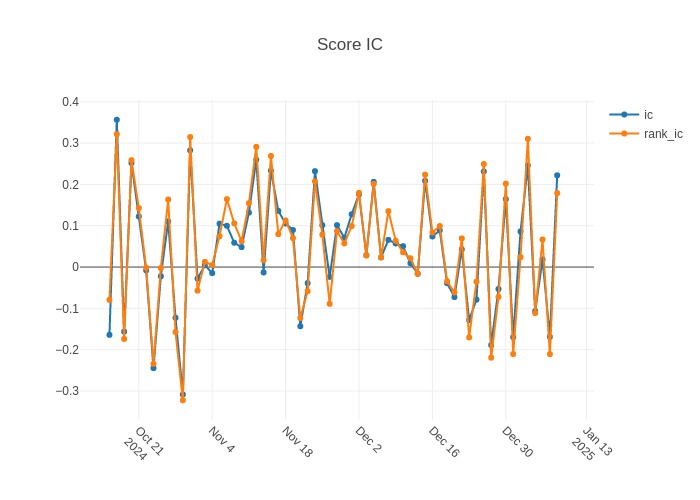 Score IC
ic
rank_ic
0.4
0.3
0.2
0.1
0
−0.1
−0.2
−0.3
Oct 21
2024
Nov 4
Nov 18
Dec 2
Dec 16
Dec 30
Jan 13
2025